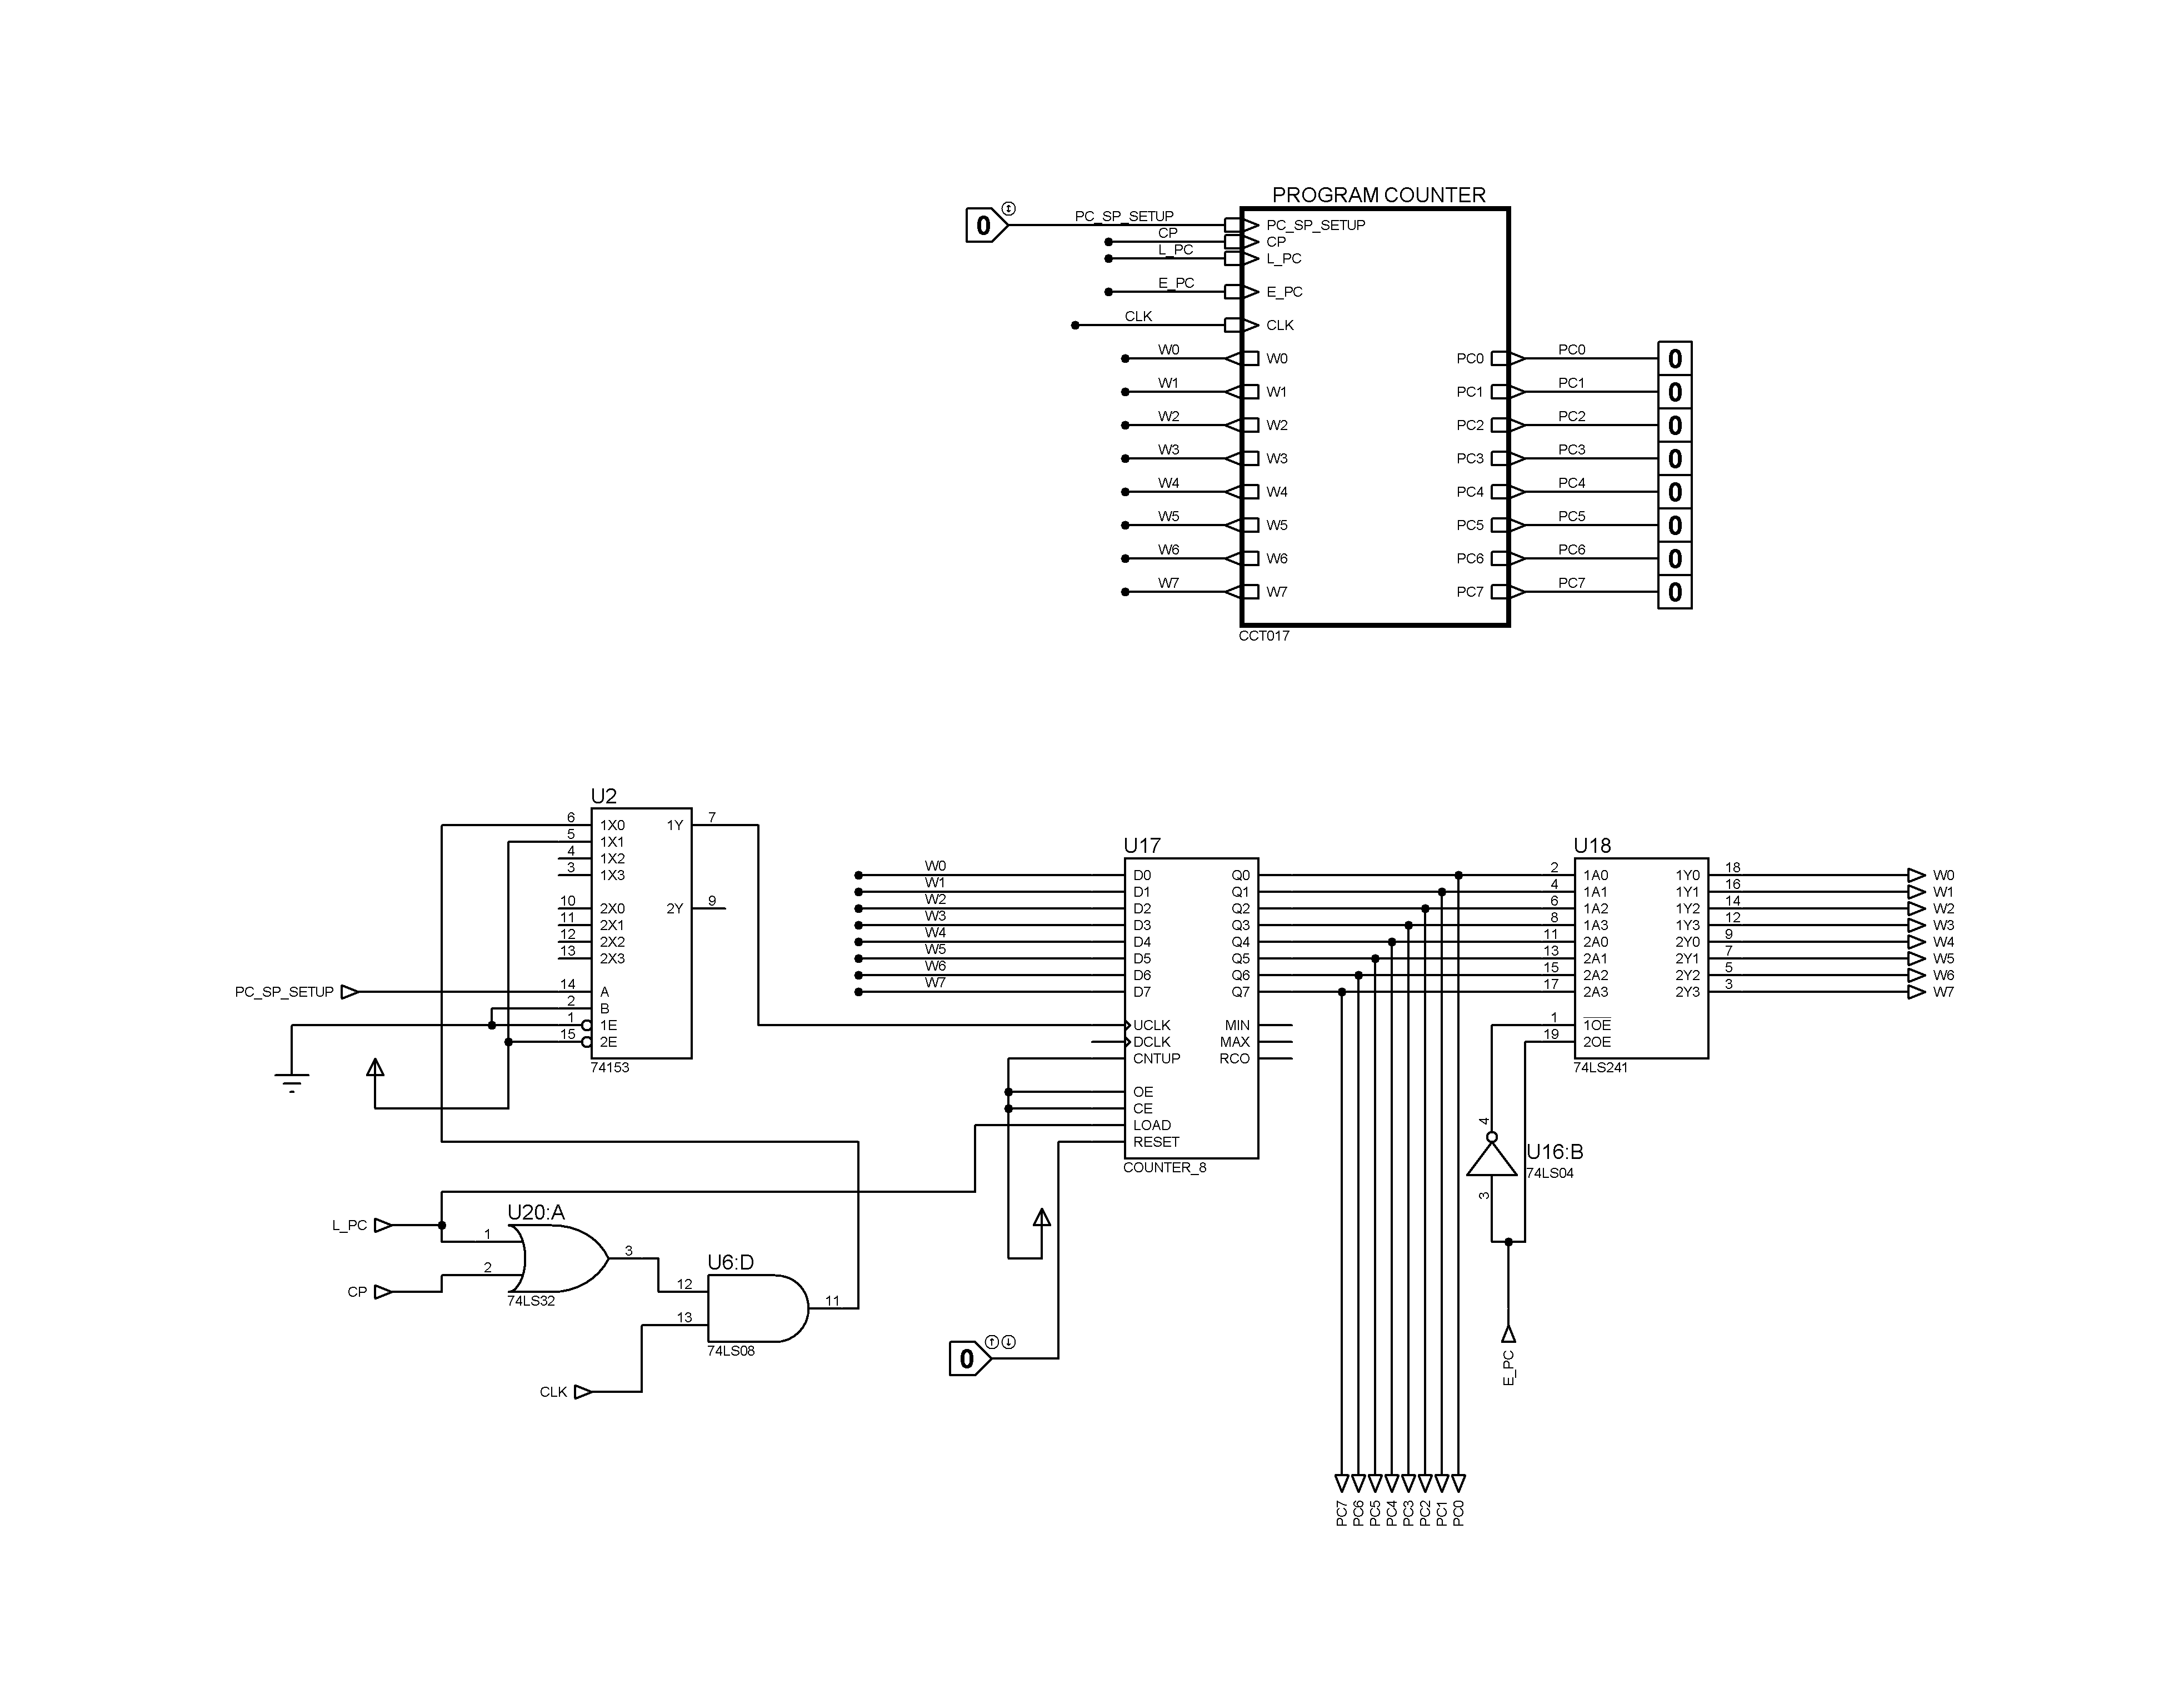 PROGRAM COUNTER
0
PC_SP_SETUP
PC_SP_SETUP
CP
CP
L_PC
L_PC
E_PC
E_PC
CLK
CLK
W0 W0 PC0 PC0 0
W1 W1 PC1 PC1 0
W2 W2 PC2 PC2 0
W3 W3 PC3 PC3 0
W4 W4 PC4 PC4 0
W5 W5 PC5 PC5 0
W6 W6 PC6 PC6 0
W7 W7 PC7 PC7 0
CCT017
U2
6 1X0 1Y 7
5 1X1
4 1X2
3 1X3
10 2X0 2Y 9
11 2X1
12 2X2
13 2X3
PC_SP_SETUP 14 A
2 B
1 1E
15 2E
74153
U17
W0 D0 Q0
W1 D1 Q1
W2 D2 Q2
W3 D3 Q3
W4 D4 Q4
W5 D5 Q5
W6 D6 Q6
W7 D7 Q7
UCLK MIN
DCLK MAX
CNTUP RCO
OE
CE
LOAD
RESET
COUNTER_8
U18
2 1A0 1Y0 18 W0
4 1A1 1Y1 16 W1
6 1A2 1Y2 14 W2
8 1A3 1Y3 12 W3
11 2A0 2Y0 9 W4
13 2A1 2Y1 7 W5
15 2A2 2Y2 5 W6
17 2A3 2Y3 3 W7
1 1OE
19 2OE
74LS241
4
U16:B
74LS04
3
E_PC
L_PC
CP
U20:A
1
2
3
74LS32
U6:D
12
13
11
74LS08
CLK
0
PC7
PC6
PC5
PC4
PC3
PC2
PC1
PC0